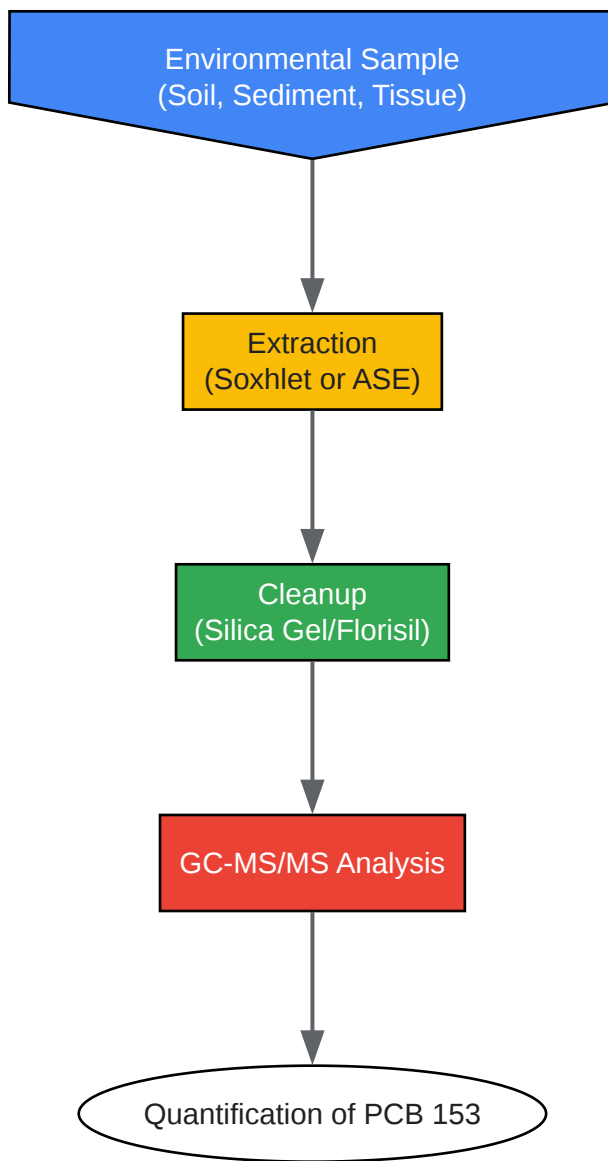 Environmental Sample
(Soil, Sediment, Tissue)
Extraction
(Soxhlet or ASE)
Cleanup
(Silica Gel/Florisil)
GC-MS/MS Analysis
Quantification of PCB 153